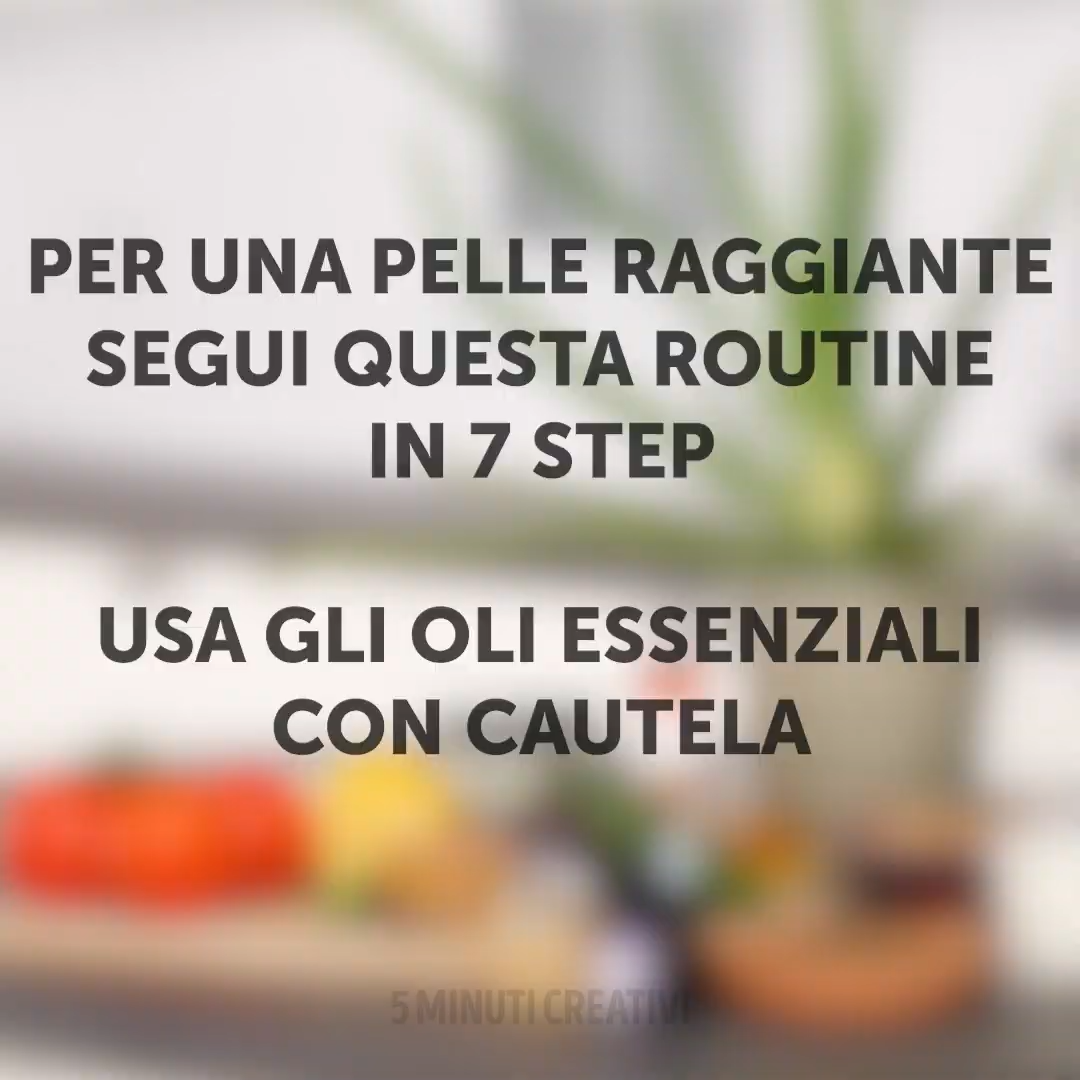 PER UNA PELLE RAGGIANTE
SEGUI QUESTA ROUTINE
IN 7 STEP
USA GLI OLI ESSENZIALI
CON CAUTELA
5 MINUTI CREATIVI